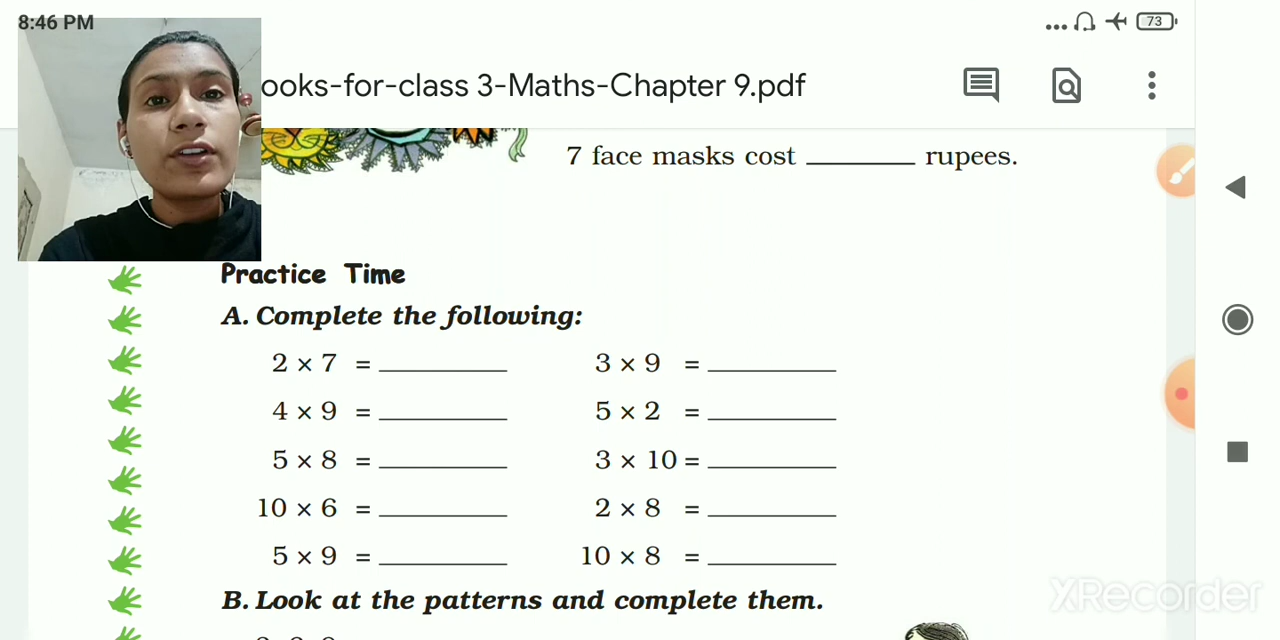 8:46 PM
73
ooks-for-class 3-Maths-Chapter 9.pdf
7 face masks cost ________ rupees.
Practice Time
A. Complete the following:
2 × 7 = ________ 3 × 9 = ________
4 × 9 = ________ 5 × 2 = ________
5 × 8 = ________ 3 × 10 = ________
10 × 6 = ________ 2 × 8 = ________
5 × 9 = ________ 10 × 8 = ________
B. Look at the patterns and complete them.
XRecorder